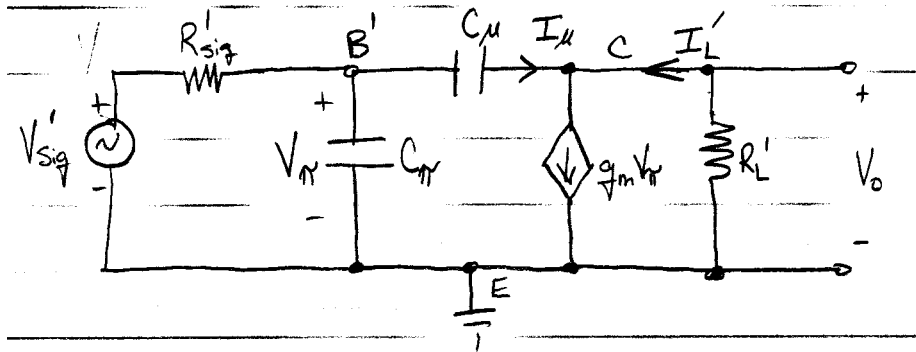 R'sig
B'
Cμ
Iμ
C
I'L
+
V'sig
-
+
Vπ
-
Cπ
gmVπ
R'L
+
Vo
-
E